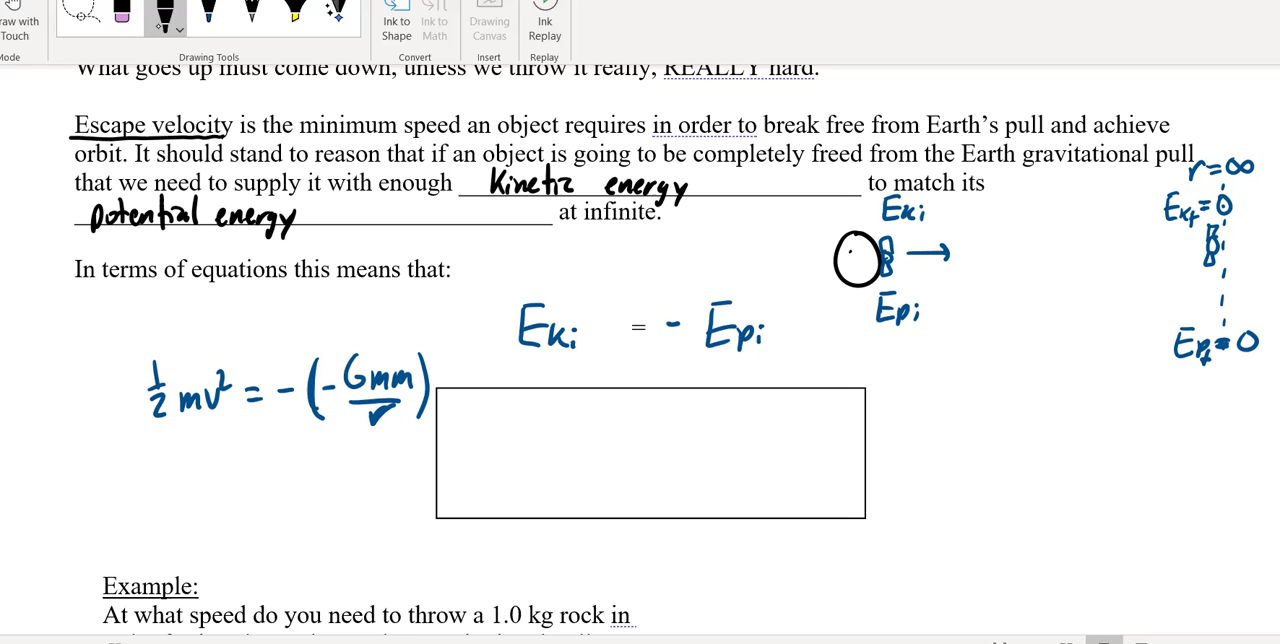 raw with
Touch
Mode
Ink to Shape
Ink to Math
Drawing Canvas
Ink Replay
Drawing Tools
Convert
Insert
Replay
What goes up must come down, unless we throw it really, REALLY hard.
Escape velocity is the minimum speed an object requires in order to break free from Earth's pull and achieve
orbit. It should stand to reason that if an object is going to be completely freed from the Earth gravitational pull
that we need to supply it with enough Kinetic energy to match its
potential energy at infinite.
r=∞
Ekf=0
Eki
In terms of equations this means that:
Epi
Epf=0
Eki = - Epi
1/2 mv² = -(-Gmm/r)
Example:
At what speed do you need to throw a 1.0 kg rock in